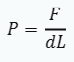 P = F/dL